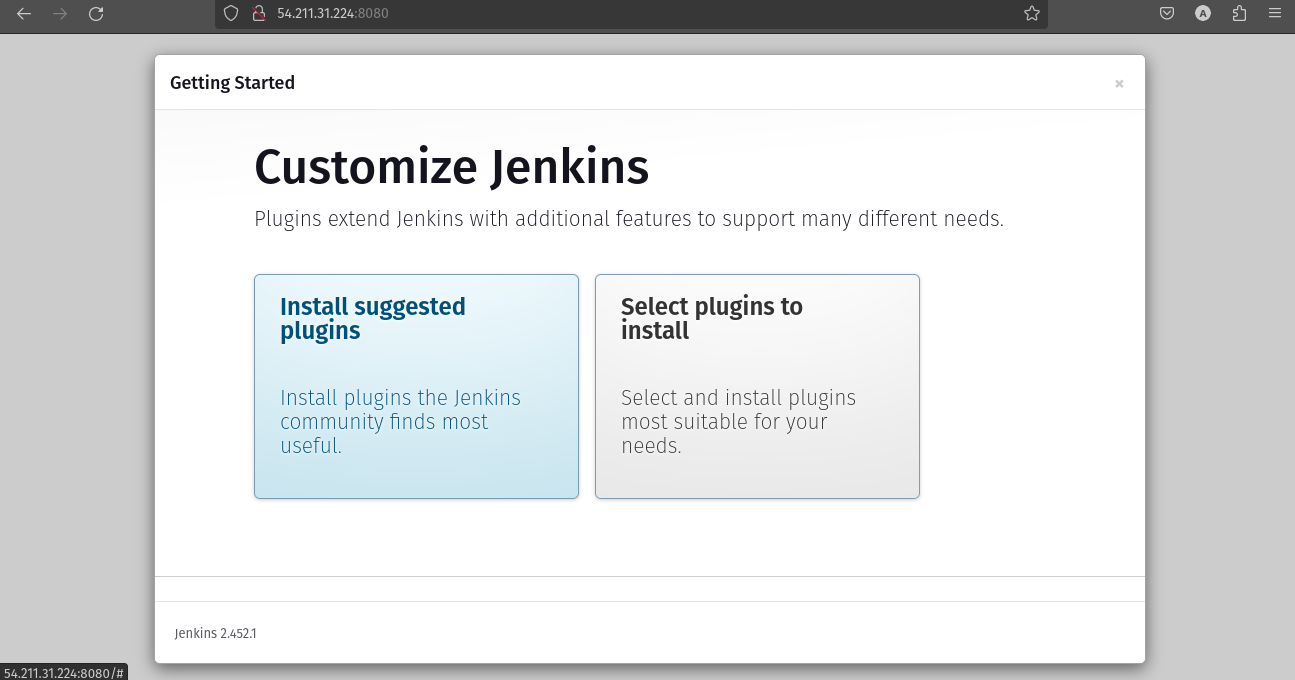 54.211.31.224:8080
A
Getting Started
×
Customize Jenkins
Plugins extend Jenkins with additional features to support many different needs.
Install suggested
plugins
Install plugins the Jenkins
community finds most
useful.
Select plugins to
install
Select and install plugins
most suitable for your
needs.
Jenkins 2.452.1
54.211.31.224:8080/#